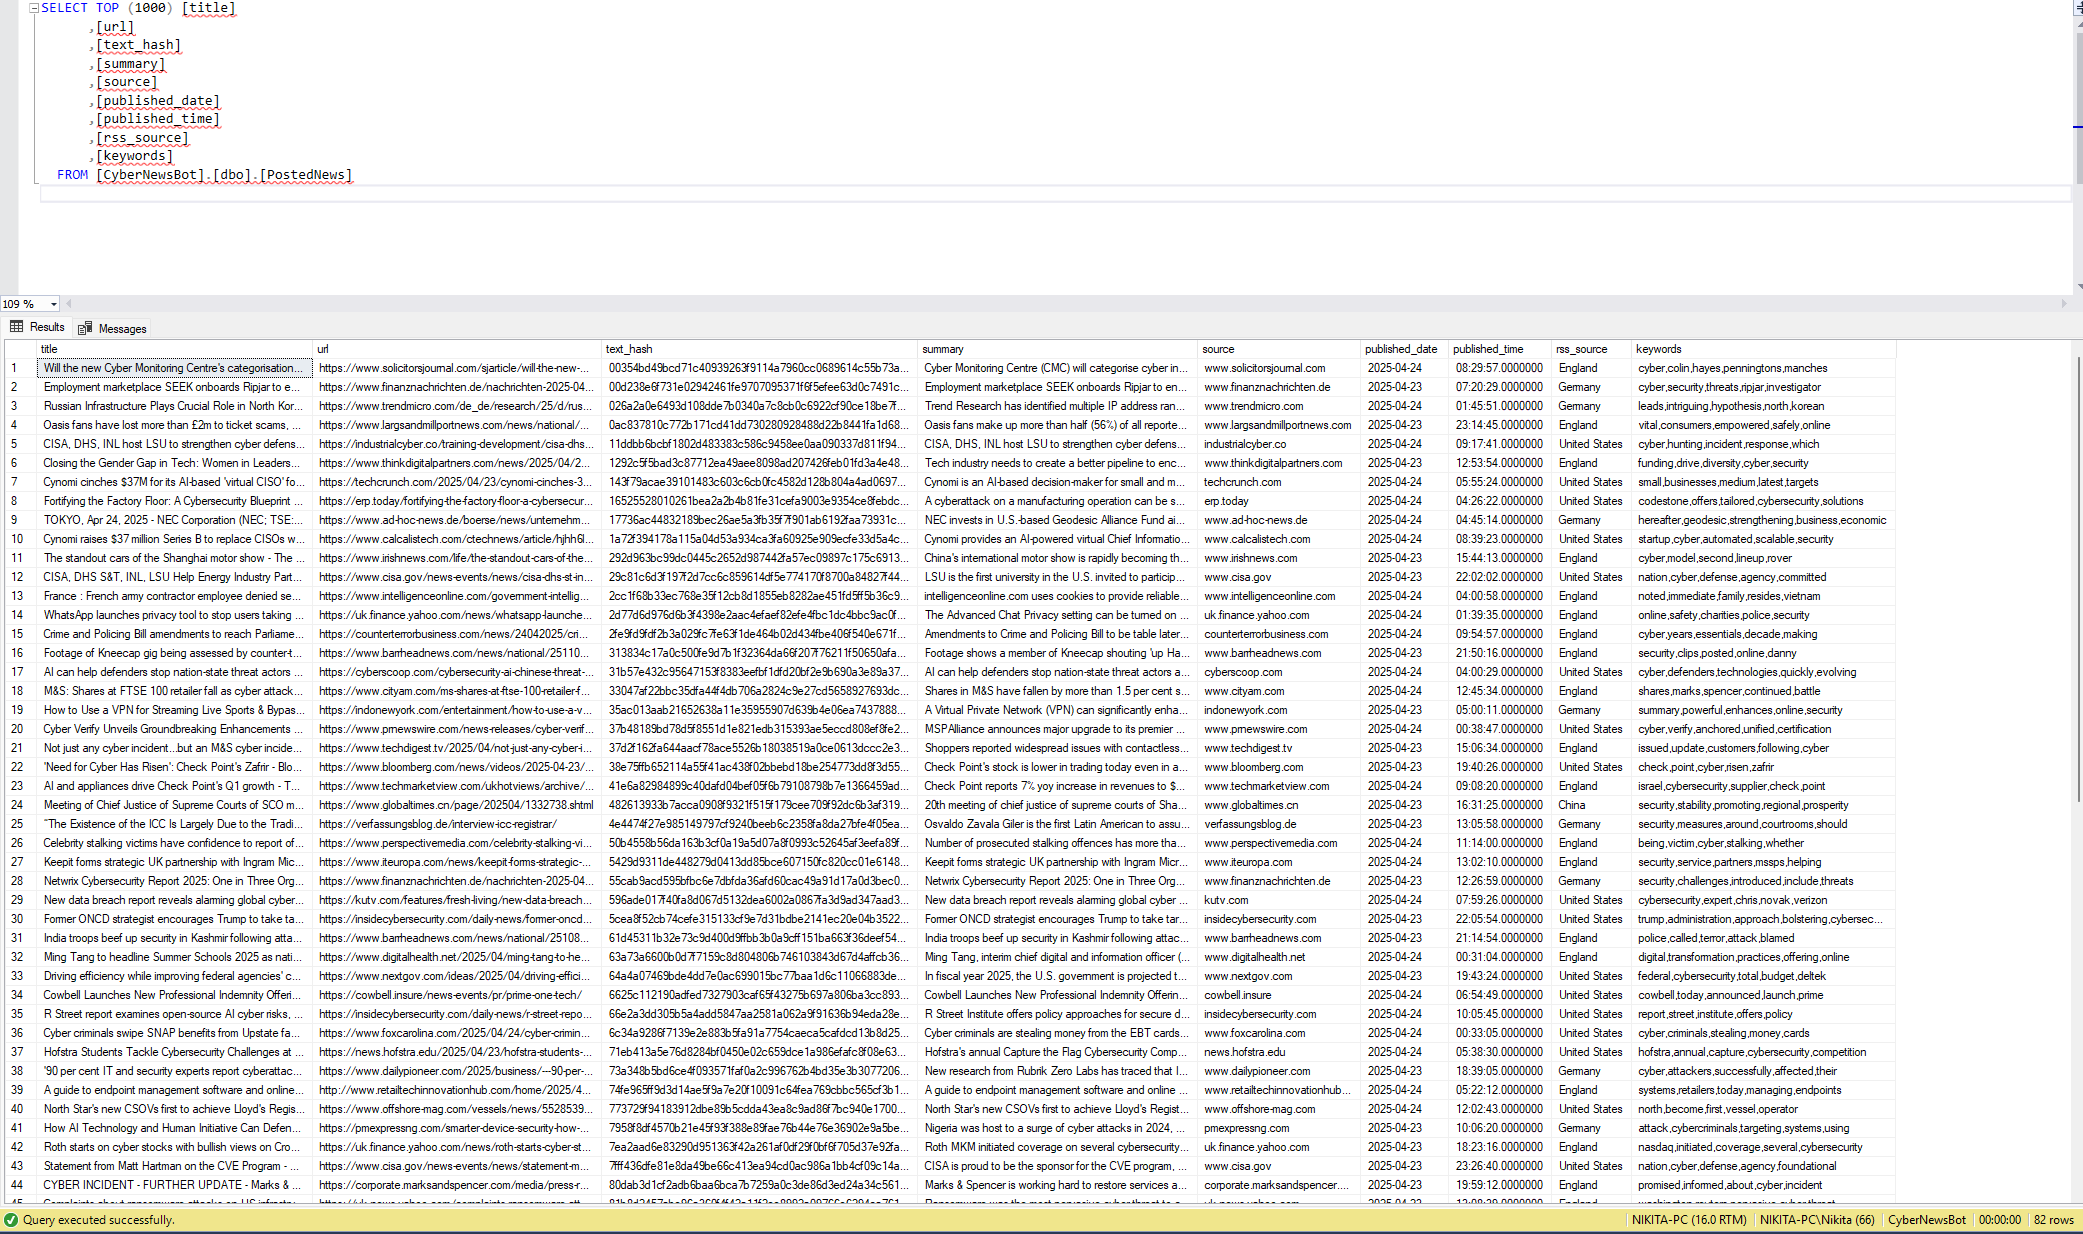 SELECT TOP (1000) [title]
,[url]
,[text_hash]
,[summary]
,[source]
,[published_date]
,[published_time]
,[rss_source]
,[keywords]
FROM [CyberNewsBot].[dbo].[PostedNews]
109 %
Results Messages
title url text_hash summary source published_date published_time rss_source keywords
1 Will the new Cyber Monitoring Centre's categorisation... https://www.solicitorsjournal.com/sjarticle/will-the-new-... Cyber Monitoring Centre (CMC) will categorise cyber in... www.solicitorsjournal.com 2025-04-24 08:29:57.0000000 England cyber,colin,hayes,penningtons,manches
2 Employment marketplace SEEK onboards Ripjar to e... https://www.finanznachrichten.de/nachrichten-2025-04... Employment marketplace SEEK onboards Ripjar to en... www.finanznachrichten.de 2025-04-23 07:20:29.0000000 Germany cyber,security,threats,ripjar,investigator
3 Russian Infrastructure Plays Crucial Role in North Kor... https://www.trendmicro.com/de_de/research/25/d/rus... Trend Research has identified multiple IP address ran... www.trendmicro.com 2025-04-24 01:45:51.0000000 Germany leads,intriguing,hypothesis,north,korean
4 Oasis fans have lost more than £2m to ticket scams, ... https://www.largsandmillportnews.com/news/national/... Oasis fans make up more than half (56%) of all reporte... www.largsandmillportnews.com 2025-04-23 23:14:45.0000000 England vital,consumers,empowered,safely,online
5 CISA, DHS, INL host LSU to strengthen cyber defens... https://industrialcyber.co/training-development/cisa-dhs... CISA, DHS, INL host LSU to strengthen cyber defens... industrialcyber.co 2025-04-24 09:17:41.0000000 United States cyber,hunting,incident,response,which
6 Closing the Gender Gap in Tech: Women in Leaders... https://www.thinkdigitalpartners.com/news/2025/04/2... Tech industry needs to create a better pipeline to enc... www.thinkdigitalpartners.com 2025-04-23 12:53:54.0000000 England funding,drive,diversity,cyber,security
7 Cynomi cinches $37M for its AI-based 'virtual CISO' fo... https://techcrunch.com/2025/04/23/cynomi-cinches-3... Cynomi is an AI-based decision-maker for small and m... techcrunch.com 2025-04-23 05:55:24.0000000 United States small,businesses,medium,latest,targets
8 Fortifying the Factory Floor: A Cybersecurity Blueprint ... https://erp.today/fortifying-the-factory-floor-a-cybersecur... A cyberattack on a manufacturing operation can be s... erp.today 2025-04-24 04:26:22.0000000 United States codestone,offers,tailored,cybersecurity,solutions
9 TOKYO, Apr 24, 2025 - NEC Corporation (NEC; TSE:... https://www.ad-hoc-news.de/boerse/news/unternehm... NEC invests in U.S.-based Geodesic Alliance Fund ai... www.ad-hoc-news.de 2025-04-24 04:45:14.0000000 Germany hereafter,geodesic,strengthening,business,economic
10 Cynomi raises $37 million Series B to replace CISOs w... https://www.calcalistech.com/ctechnews/article/hjhh6l... Cynomi provides an AI-powered virtual Chief Informatio... www.calcalistech.com 2025-04-24 08:39:23.0000000 United States startup,cyber,automated,scalable,security
11 The standout cars of the Shanghai motor show - The ... https://www.irishnews.com/life/the-standout-cars-of-the... China's international motor show is rapidly becoming th... www.irishnews.com 2025-04-23 15:44:13.0000000 England cyber,model,second,lineup,rover
12 CISA, DHS S&T, INL, LSU Help Energy Industry Part... https://www.cisa.gov/news-events/news/cisa-dhs-st-in... LSU is the first university in the U.S. invited to particip... www.cisa.gov 2025-04-23 22:02:02.0000000 United States nation,cyber,defense,agency,committed
13 France : French army contractor employee denied se... https://www.intelligenceonline.com/government-intellig... intelligenceonline.com uses cookies to provide reliable... www.intelligenceonline.com 2025-04-24 04:00:58.0000000 England noted,immediate,family,resides,vietnam
14 WhatsApp launches privacy tool to stop users taking ... https://uk.finance.yahoo.com/news/whatsapp-launche... The Advanced Chat Privacy setting can be turned on ... uk.finance.yahoo.com 2025-04-24 01:39:35.0000000 England online,safety,charities,police,security
15 Crime and Policing Bill amendments to reach Parliame... https://counterterrorbusiness.com/news/24042025/cri... Amendments to Crime and Policing Bill to be table later... counterterrorbusiness.com 2025-04-24 09:54:57.0000000 England cyber,years,essentials,decade,making
16 Footage of Kneecap gig being assessed by counter-t... https://www.barrheadnews.com/news/national/25110... Footage shows a member of Kneecap shouting 'up Ha... www.barrheadnews.com 2025-04-23 21:50:16.0000000 England security,clips,posted,online,danny
17 AI can help defenders stop nation-state threat actors ... https://cyberscoop.com/cybersecurity-ai-chinese-threat-... AI can help defenders stop nation-state threat actors a... cyberscoop.com 2025-04-23 04:00:29.0000000 United States cyber,defenders,technologies,quickly,evolving
18 M&S: Shares at FTSE 100 retailer fall as cyber attack... https://www.cityam.com/ms-shares-at-ftse-100-retailer-f... Shares in M&S have fallen by more than 1.5 per cent s... www.cityam.com 2025-04-23 12:45:34.0000000 England shares,marks,spencer,continued,battle
19 How to Use a VPN for Streaming Live Sports & Bypas... https://indonewyork.com/entertainment/how-to-use-a-v... A Virtual Private Network (VPN) can significantly enha... indonewyork.com 2025-04-23 05:00:11.0000000 Germany summary,powerful,enhances,online,security
20 Cyber Verify Unveils Groundbreaking Enhancements ... https://www.prnewswire.com/news-releases/cyber-verif... MSPAlliance announces major upgrade to its premier ... www.prnewswire.com 2025-04-24 00:38:47.0000000 United States cyber,verify,anchored,unified,certification
21 Not just any cyber incident...but an M&S cyber incide... https://www.techdigest.tv/2025/04/not-just-any-cyber-i... Shoppers reported widespread issues with contactless... www.techdigest.tv 2025-04-23 15:06:34.0000000 England issued,update,customers,following,cyber
22 'Need for Cyber Has Risen': Check Point's Zafrir - Blo... https://www.bloomberg.com/news/videos/2025-04-23/... Check Point's stock is lower in trading today even in a... www.bloomberg.com 2025-04-23 19:40:26.0000000 United States check,point,cyber,risen,zafrir
23 AI and appliances drive Check Point's Q1 growth - T... https://www.techmarketview.com/ukhotviews/archive/... Check Point reports 7% yoy increase in revenues to $... www.techmarketview.com 2025-04-24 09:08:20.0000000 England israel,cybersecurity,supplier,check,point
24 Meeting of Chief Justice of Supreme Courts of SCO m... https://www.globaltimes.cn/page/202504/1332738.shtml 20th meeting of chief justice of supreme courts of Sha... www.globaltimes.cn 2025-04-23 16:31:25.0000000 China security,stability,promoting,regional,prosperity
25 "The Existence of the ICC Is Largely Due to the Tradi... https://verfassungsblog.de/interview-icc-registrar/ Osvaldo Zavala Giler is the first Latin American to assu... verfassungsblog.de 2025-04-23 13:05:58.0000000 Germany security,measures,around,courtrooms,should
26 Celebrity stalking victims have confidence to report of... https://www.perspectivemedia.com/celebrity-stalking-vi... Number of prosecuted stalking offences has more tha... www.perspectivemedia.com 2025-04-23 11:14:00.0000000 England being,victim,cyber,stalking,whether
27 Keepit forms strategic UK partnership with Ingram Mic... https://www.iteuropa.com/news/keepit-forms-strategic-... Keepit forms strategic UK partnership with Ingram Micr... www.iteuropa.com 2025-04-23 13:02:10.0000000 England security,service,partners,mssps,helping
28 Netwrix Cybersecurity Report 2025: One in Three Org... https://www.finanznachrichten.de/nachrichten-2025-04... Netwrix Cybersecurity Report 2025: One in Three Org... www.finanznachrichten.de 2025-04-23 12:26:59.0000000 Germany security,challenges,introduced,include,threats
29 New data breach report reveals alarming global cyber... https://kutv.com/features/fresh-living/new-data-breach... New data breach report reveals alarming global cyber ... kutv.com 2025-04-23 07:59:26.0000000 United States cybersecurity,expert,chris,novak,verizon
30 Former ONCD strategist encourages Trump to take ta... https://insidecybersecurity.com/daily-news/former-oncd... Former ONCD strategist encourages Trump to take tar... insidecybersecurity.com 2025-04-23 22:05:54.0000000 United States trump,administration,approach,bolstering,cybersec...
31 India troops beef up security in Kashmir following atta... https://www.barrheadnews.com/news/national/25108... India troops beef up security in Kashmir following attac... www.barrheadnews.com 2025-04-23 21:14:54.0000000 England police,called,terror,attack,blamed
32 Ming Tang to headline Summer Schools 2025 as nati... https://www.digitalhealth.net/2025/04/ming-tang-to-he... Ming Tang, interim chief digital and information officer (... www.digitalhealth.net 2025-04-24 00:31:04.0000000 England digital,transformation,practices,offering,online
33 Driving efficiency while improving federal agencies' c... https://www.nextgov.com/ideas/2025/04/driving-effici... In fiscal year 2025, the U.S. government is projected t... www.nextgov.com 2025-04-23 19:43:24.0000000 United States federal,cybersecurity,total,budget,deltek
34 Cowbell Launches New Professional Indemnity Offeri... https://cowbell.insure/news-events/pr/prime-one-tech/ Cowbell Launches New Professional Indemnity Offerin... cowbell.insure 2025-04-24 06:54:49.0000000 United States cowbell,today,announced,launch,prime
35 R Street report examines open-source AI cyber risks, ... https://insidecybersecurity.com/daily-news/r-street-repo... R Street Institute offers policy approaches for secure d... insidecybersecurity.com 2025-04-23 10:05:45.0000000 United States report,street,institute,offers,policy
36 Cyber criminals swipe SNAP benefits from Upstate fa... https://www.foxcarolina.com/2025/04/24/cyber-crimin... Cyber criminals are stealing money from the EBT cards... www.foxcarolina.com 2025-04-24 00:33:05.0000000 United States cyber,criminals,stealing,money,cards
37 Hofstra Students Tackle Cybersecurity Challenges at ... https://news.hofstra.edu/2025/04/23/hofstra-students-... Hofstra's annual Capture the Flag Cybersecurity Comp... news.hofstra.edu 2025-04-24 05:38:30.0000000 United States hofstra,annual,capture,cybersecurity,competition
38 '90 per cent IT and security experts report cyberattac... https://www.dailypioneer.com/2025/business/---90-per-... New research from Rubrik Zero Labs has traced that I... www.dailypioneer.com 2025-04-23 18:39:05.0000000 Germany cyber,attackers,successfully,affected,their
39 A guide to endpoint management software and online... http://www.retailtechinnovationhub.com/home/2025/4... A guide to endpoint management software and online ... www.retailtechinnovationhub... 2025-04-24 05:22:12.0000000 England systems,retailers,today,managing,endpoints
40 North Star's new CSOVs first to achieve Lloyd's Regis... https://www.offshore-mag.com/vessels/news/5528539... North Star's new CSOVs first to achieve Lloyd's Regist... www.offshore-mag.com 2025-04-24 12:02:43.0000000 United States north,become,first,vessel,operator
41 How AI Technology and Human Initiative Can Defen... https://pmexpressng.com/smarter-device-security-how-... Nigeria was host to a surge of cyber attacks in 2024, ... pmexpressng.com 2025-04-23 10:06:20.0000000 Germany attack,cybercriminals,targeting,systems,using
42 Roth starts on cyber stocks with bullish views on Cro... https://uk.finance.yahoo.com/news/roth-starts-cyber-st... Roth MKM initiated coverage on several cybersecurity... uk.finance.yahoo.com 2025-04-23 18:23:16.0000000 England nasdaq,initiated,coverage,several,cybersecurity
43 Statement from Matt Hartman on the CVE Program - ... https://www.cisa.gov/news-events/news/statement-m... CISA is proud to be the sponsor for the CVE program, ... www.cisa.gov 2025-04-23 23:26:40.0000000 United States nation,cyber,defense,agency,foundational
44 CYBER INCIDENT - FURTHER UPDATE - Marks & ... https://corporate.marksandspencer.com/media/press-r... Marks & Spencer is working hard to restore services a... corporate.marksandspencer.... 2025-04-23 19:59:12.0000000 England promised,informed,about,cyber,incident
Query executed successfully. NIKITA-PC (16.0 RTM) NIKITA-PC\Nikita (66) CyberNewsBot 00:00:00 82 rows